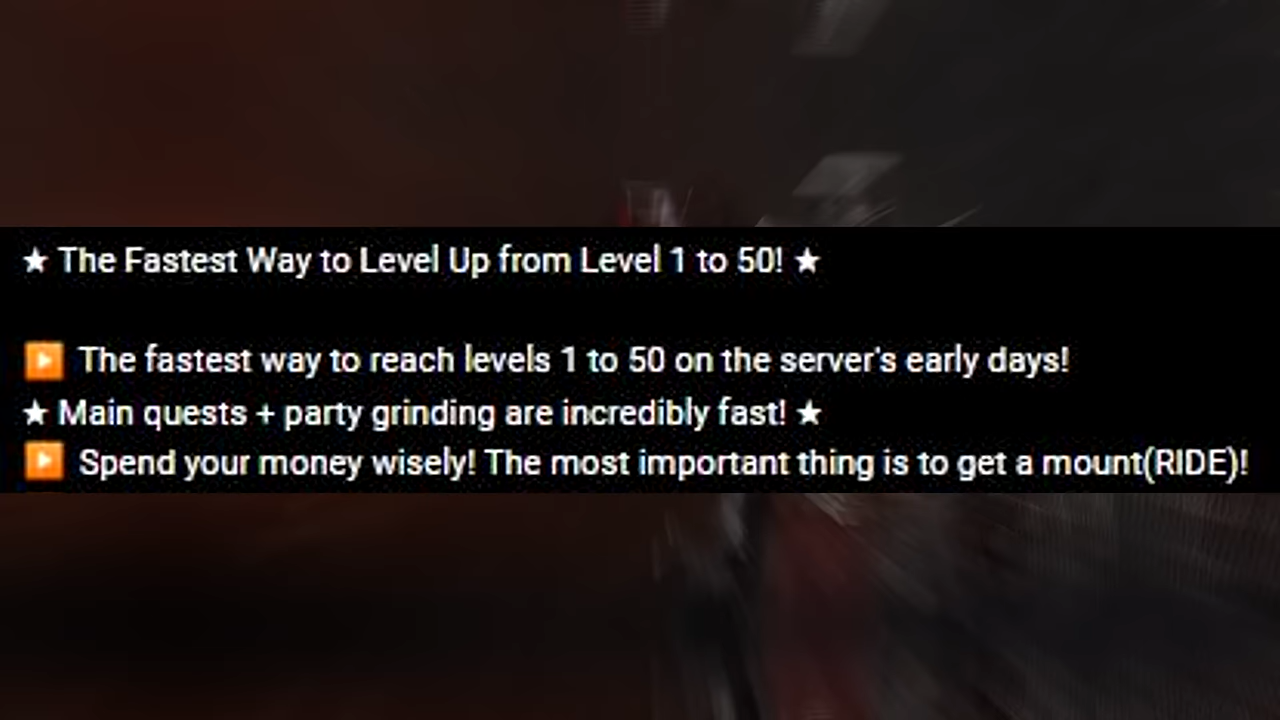 ★ The Fastest Way to Level Up from Level 1 to 50! ★
▶️ The fastest way to reach levels 1 to 50 on the server's early days!
★ Main quests + party grinding are incredibly fast! ★
▶️ Spend your money wisely! The most important thing is to get a mount(RIDE)!